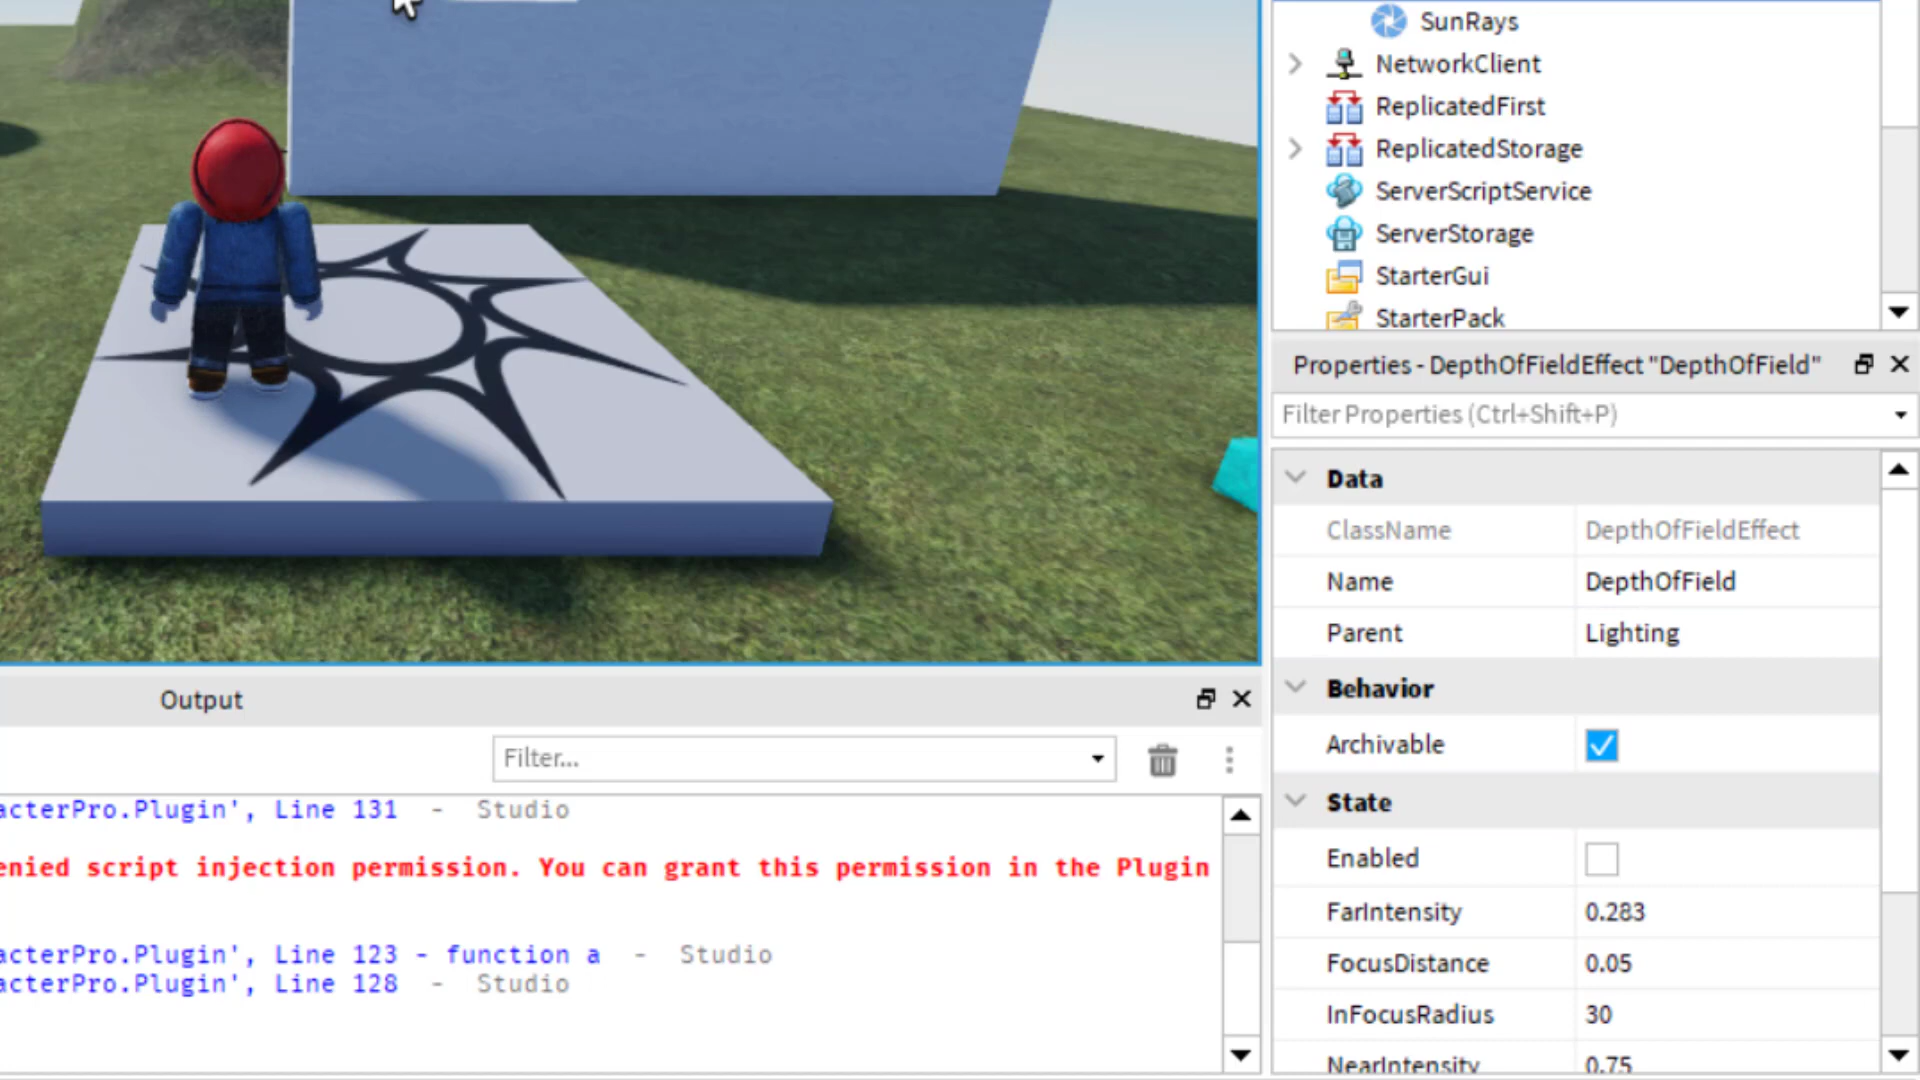 SunRays
NetworkClient
ReplicatedFirst
ReplicatedStorage
ServerScriptService
ServerStorage
StarterGui
StarterPack
Properties - DepthOfFieldEffect "DepthOfField"
Filter Properties (Ctrl+Shift+P)
Data
ClassName DepthOfFieldEffect
Name DepthOfField
Parent Lighting
Behavior
Archivable
State
Enabled
FarIntensity 0.283
FocusDistance 0.05
InFocusRadius 30
NearIntensity 0.75
Output
Filter...
acterPro.Plugin', Line 131 - Studio
enied script injection permission. You can grant this permission in the Plugin
acterPro.Plugin', Line 123 - function a - Studio
acterPro.Plugin', Line 128 - Studio